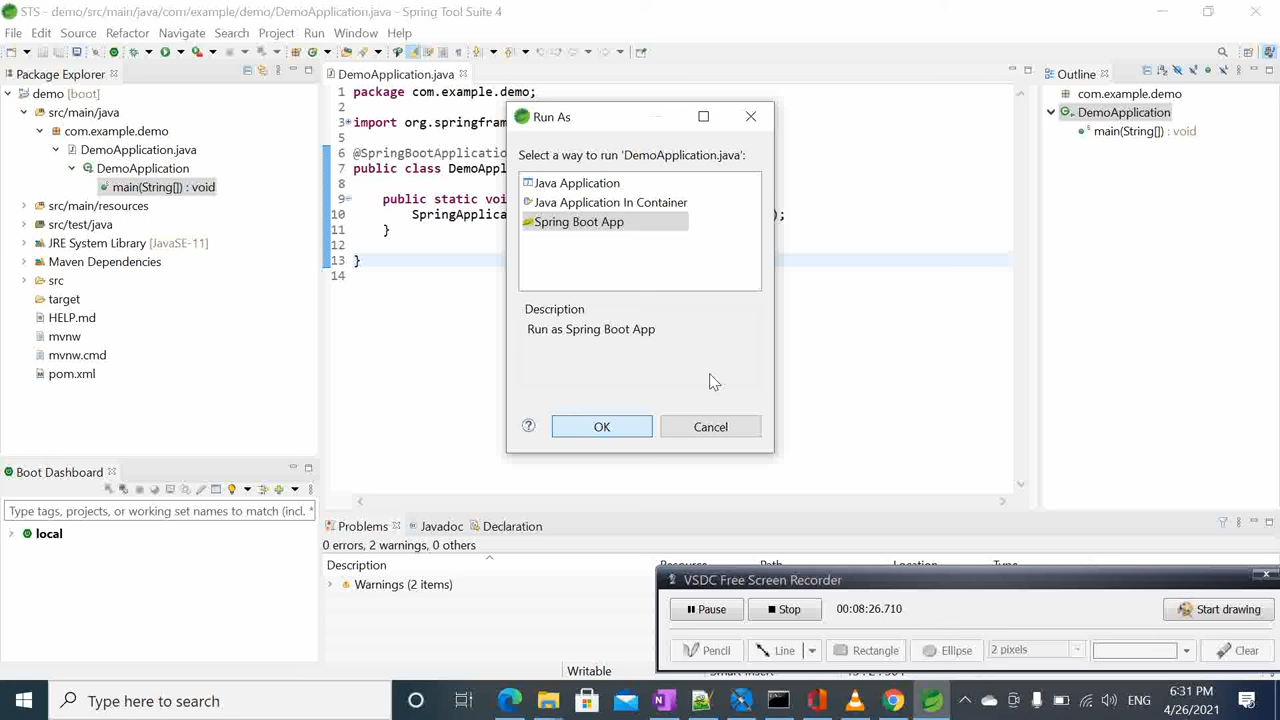 STS - demo/src/main/java/com/example/demo/DemoApplication.java - Spring Tool Suite 4
File Edit Source Refactor Navigate Search Project Run Window Help
Package Explorer
demo [boot]
src/main/java
com.example.demo
DemoApplication.java
DemoApplication
main(String[]) : void
src/main/resources
src/test/java
JRE System Library [JavaSE-11]
Maven Dependencies
src
target
HELP.md
mvnw
mvnw.cmd
pom.xml
DemoApplication.java
1 package com.example.demo;
2
3 import org.springfram
5
6 @SpringBootApplication
7 public class DemoAppl
8
9 public static voi
10 SpringApplica );
11 }
12
13 }
14
Run As
Select a way to run 'DemoApplication.java':
Java Application
Java Application In Container
Spring Boot App
Description
Run as Spring Boot App
OK Cancel
Outline
com.example.demo
DemoApplication
main(String[]) : void
Boot Dashboard
Type tags, projects, or working set names to match (incl. *
local
Problems Javadoc Declaration
0 errors, 2 warnings, 0 others
Description Resource Path Location Type
Warnings (2 items)
VSDC Free Screen Recorder
Pause Stop 00:08:26.710 Start drawing
Pencil Line Rectangle Ellipse 2 pixels Clear
Writable
Type here to search
ENG
6:31 PM
4/26/2021